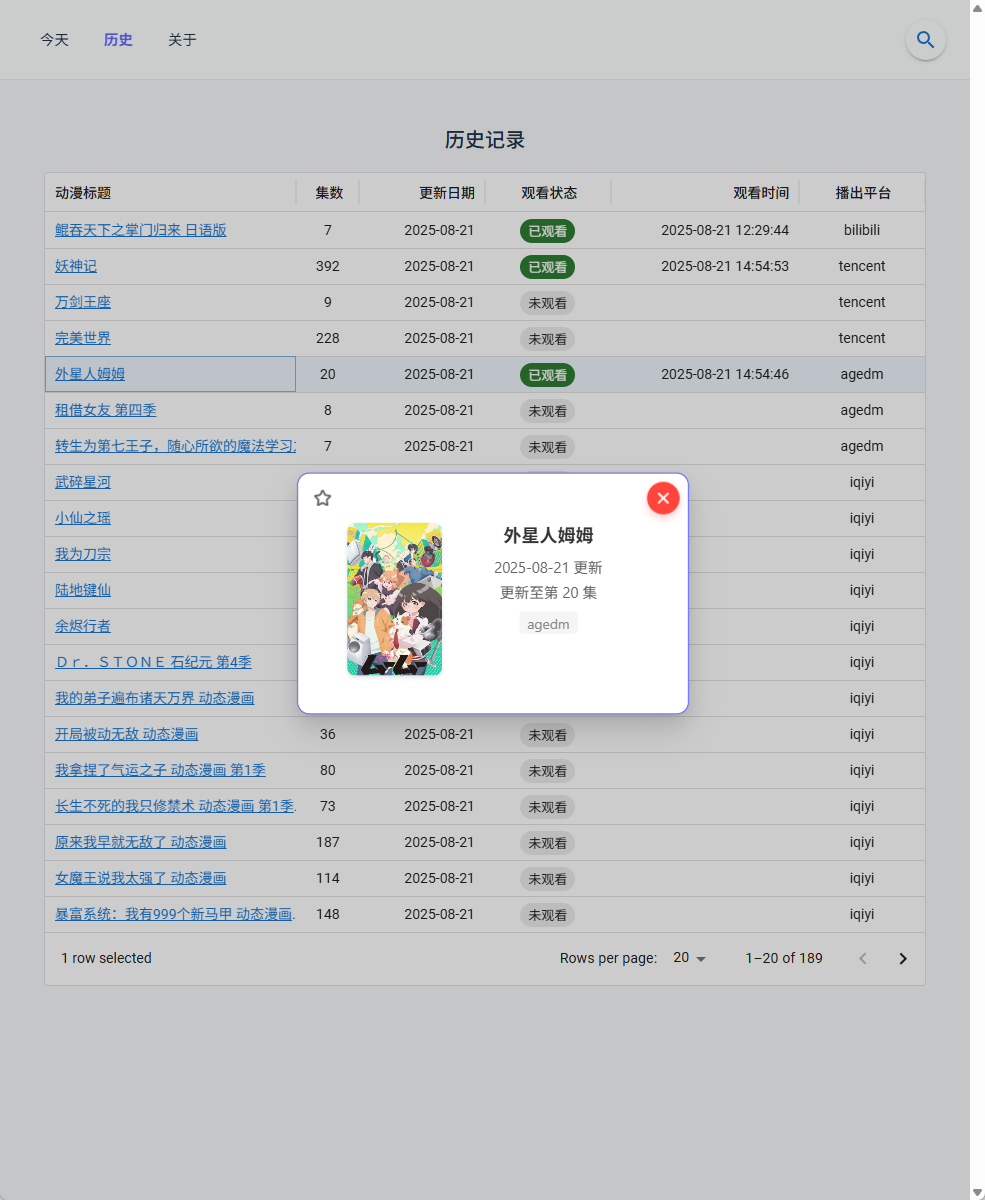 今天 历史 关于
历史记录
动漫标题 集数 更新日期 观看状态 观看时间 播出平台
鲲吞天下之掌门归来 日语版 7 2025-08-21 已观看 2025-08-21 12:29:44 bilibili
妖神记 392 2025-08-21 已观看 2025-08-21 14:54:53 tencent
万剑王座 9 2025-08-21 未观看 tencent
完美世界 228 2025-08-21 未观看 tencent
外星人姆姆 20 2025-08-21 已观看 2025-08-21 14:54:46 agedm
租借女友 第四季 8 2025-08-21 未观看 agedm
转生为第七王子，随心所欲的魔法学习 7 2025-08-21 未观看 agedm
武碎星河 iqiyi
小仙之瑶 iqiyi
我为刀宗 iqiyi
陆地键仙 iqiyi
余烬行者 iqiyi
Ｄｒ．ＳＴＯＮＥ 石纪元 第4季 iqiyi
我的弟子遍布诸天万界 动态漫画 iqiyi
外星人姆姆
2025-08-21 更新
更新至第 20 集
agedm
开局被动无敌 动态漫画 36 2025-08-21 未观看 iqiyi
我拿捏了气运之子 动态漫画 第1季 80 2025-08-21 未观看 iqiyi
长生不死的我只修禁术 动态漫画 第1季. 73 2025-08-21 未观看 iqiyi
原来我早就无敌了 动态漫画 187 2025-08-21 未观看 iqiyi
女魔王说我太强了 动态漫画 114 2025-08-21 未观看 iqiyi
暴富系统：我有999个新马甲 动态漫画. 148 2025-08-21 未观看 iqiyi
1 row selected Rows per page: 20 1–20 of 189